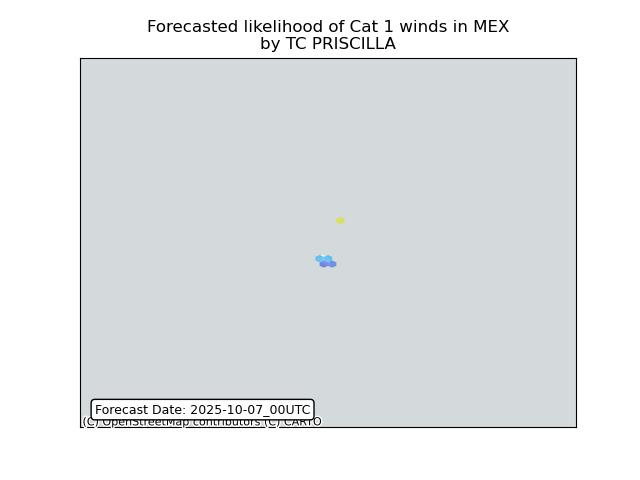 Forecasted likelihood of Cat 1 winds in MEX
by TC PRISCILLA
Forecast Date: 2025-10-07_00UTC
(C) OpenStreetMap contributors (C) CARTO